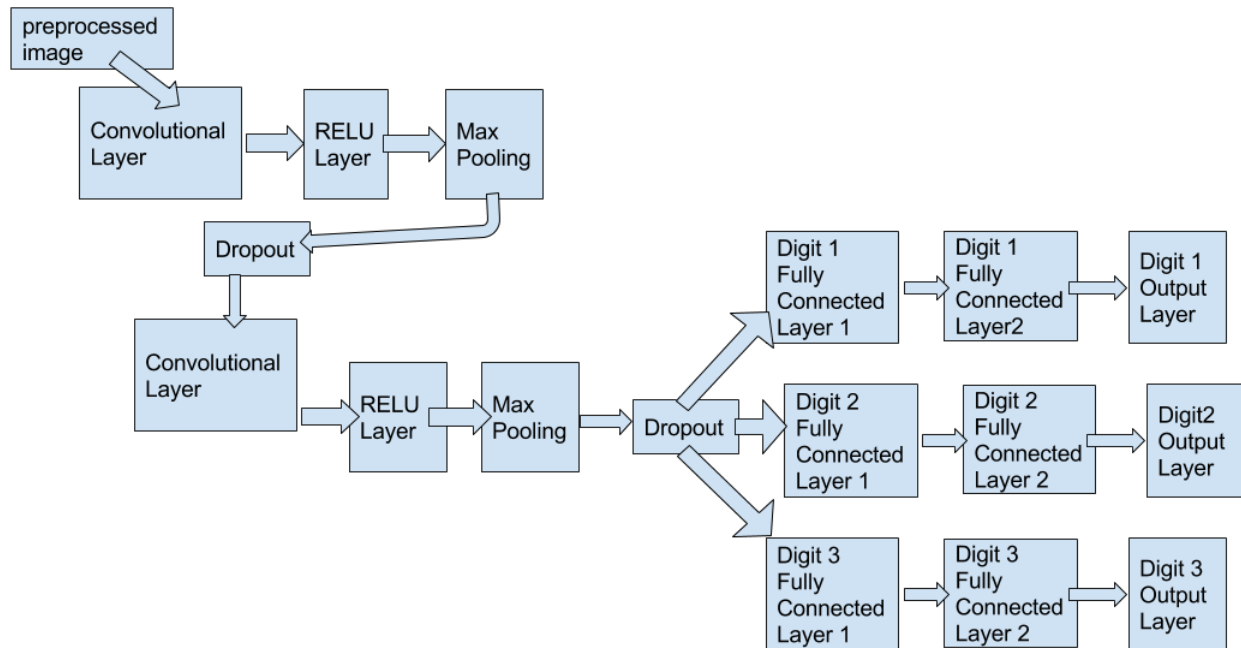 preprocessed
image
Convolutional
Layer
RELU
Layer
Max
Pooling
Dropout
Convolutional
Layer
RELU
Layer
Max
Pooling
Dropout
Digit 1
Fully
Connected
Layer 1
Digit 1
Fully
Connected
Layer2
Digit 1
Output
Layer
Digit 2
Fully
Connected
Layer 1
Digit 2
Fully
Connected
Layer 2
Digit2
Output
Layer
Digit 3
Fully
Connected
Layer 1
Digit 3
Fully
Connected
Layer 2
Digit 3
Output
Layer